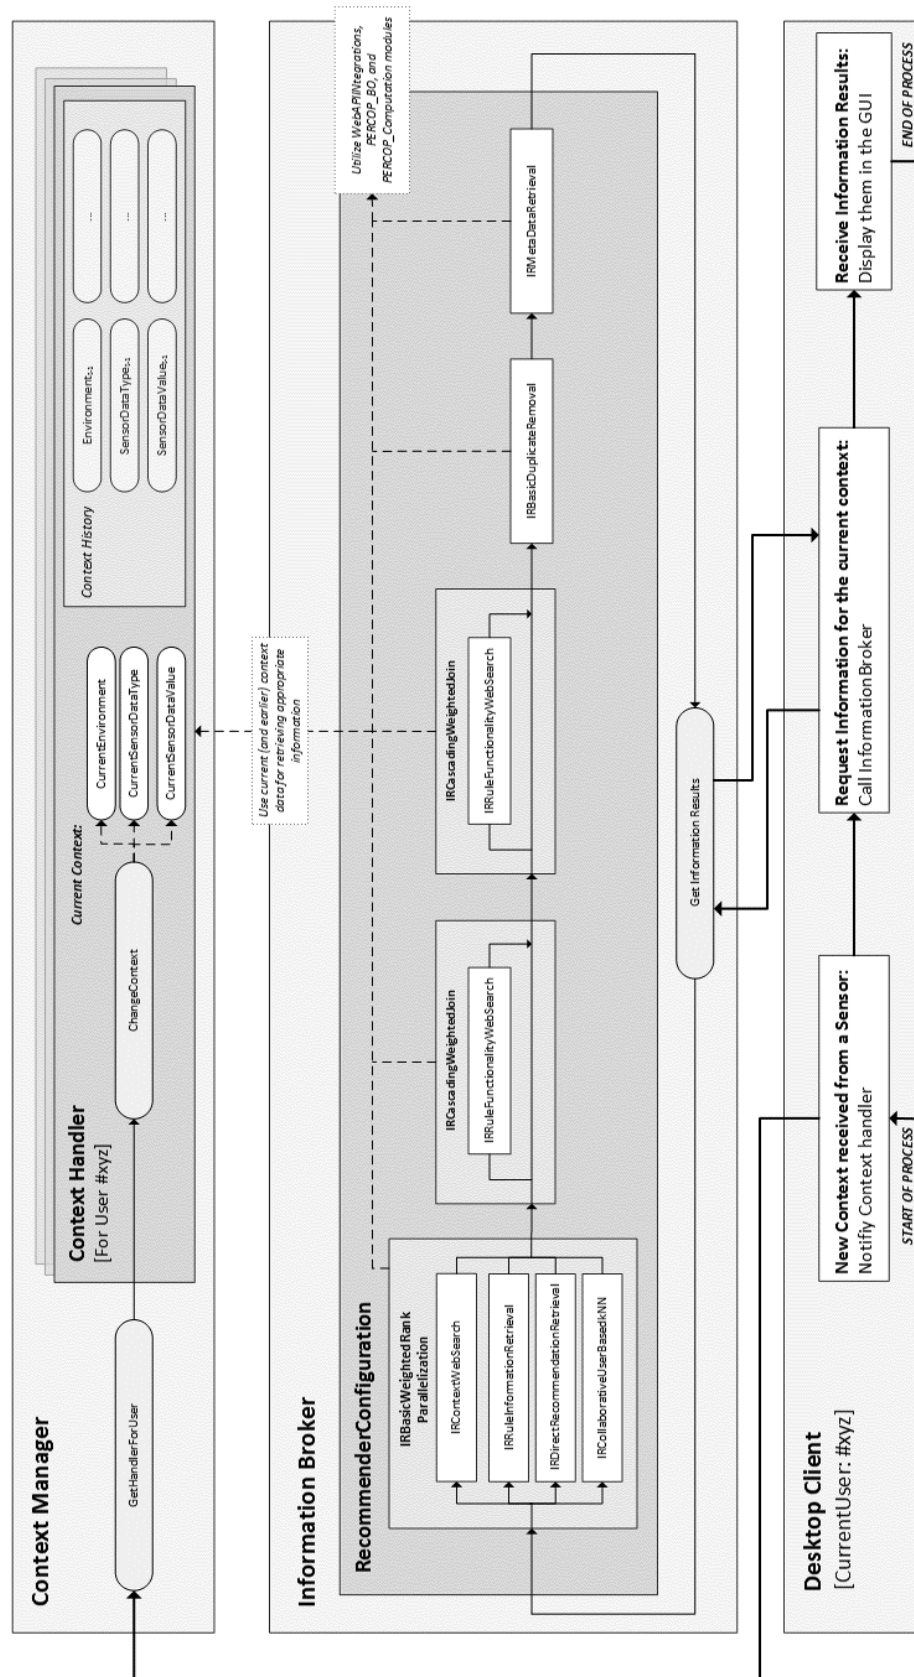 Context Manager
GetHandlerForUser
Context Handler
[For User #xyz]
ChangeContext
Current Context:
CurrentEnvironment
CurrentSensorDataType
CurrentSensorDataValue
Context History
Environments-1
SensorDataTypes-1
SensorDataValues-1
...
...
...
Use current (and earlier) context
data for retrieving appropriate
information
Utilize WebAPIINtegrations,
PERCOP_BO, and
PERCOP_Computation modules
Information Broker
RecommenderConfiguration
IRBasicWeightedRank
Parallelization
IRContextWebSearch
IRRuleInformationRetrieval
IRDirectRecommendationRetrieval
IRCollaborativeUserBasedkNN
IRCascadingWeightedJoin
IRRuleFunctionalityWebSearch
IRCascadingWeightedJoin
IRRuleFunctionalityWebSearch
IRBasicDuplicateRemoval
IRMetaDataRetrieval
Get Information Results
Desktop Client
[CurrentUser: #xyz]
New Context received from a Sensor:
Notifiy Context handler
Request Information for the current context:
Call InformationBroker
Receive Information Results:
Display them in the GUI
START OF PROCESS
END OF PROCESS